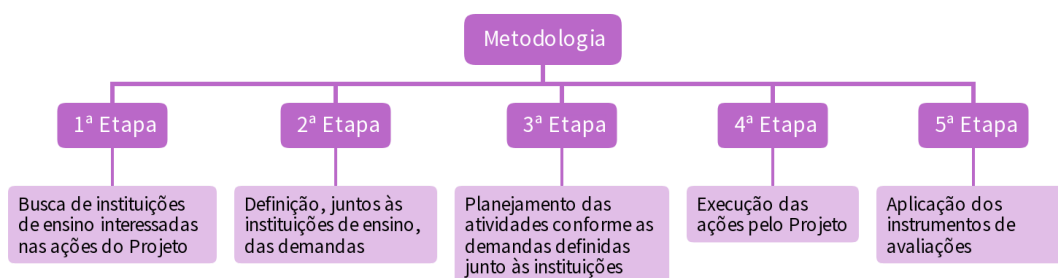 Metodologia
1ª Etapa
2ª Etapa
3ª Etapa
4ª Etapa
5ª Etapa
Busca de instituições
de ensino interessadas
nas ações do Projeto
Definição, juntos às
instituições de ensino,
das demandas
Planejamento das
atividades conforme as
demandas definidas
junto às instituições
Execução das
ações pelo Projeto
Aplicação dos
instrumentos de
avaliações